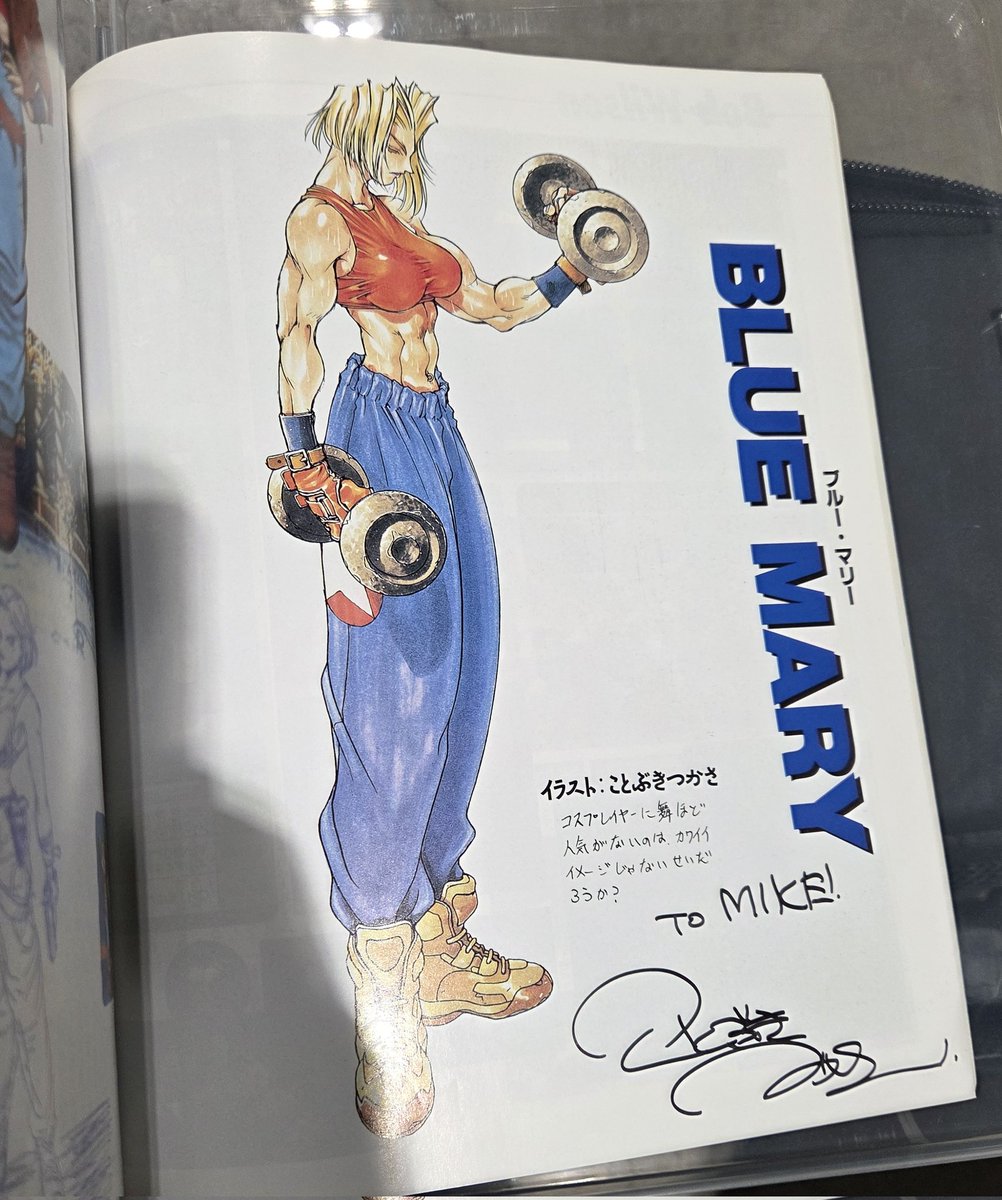 BLUE MARY
ブルー・マリー
イラスト:ことぶきつかさ
コスプレイヤーに舞ほど
人気がないのは、カワイイ
イメージじゃないせいだ
ろうか?
TO MIKE!